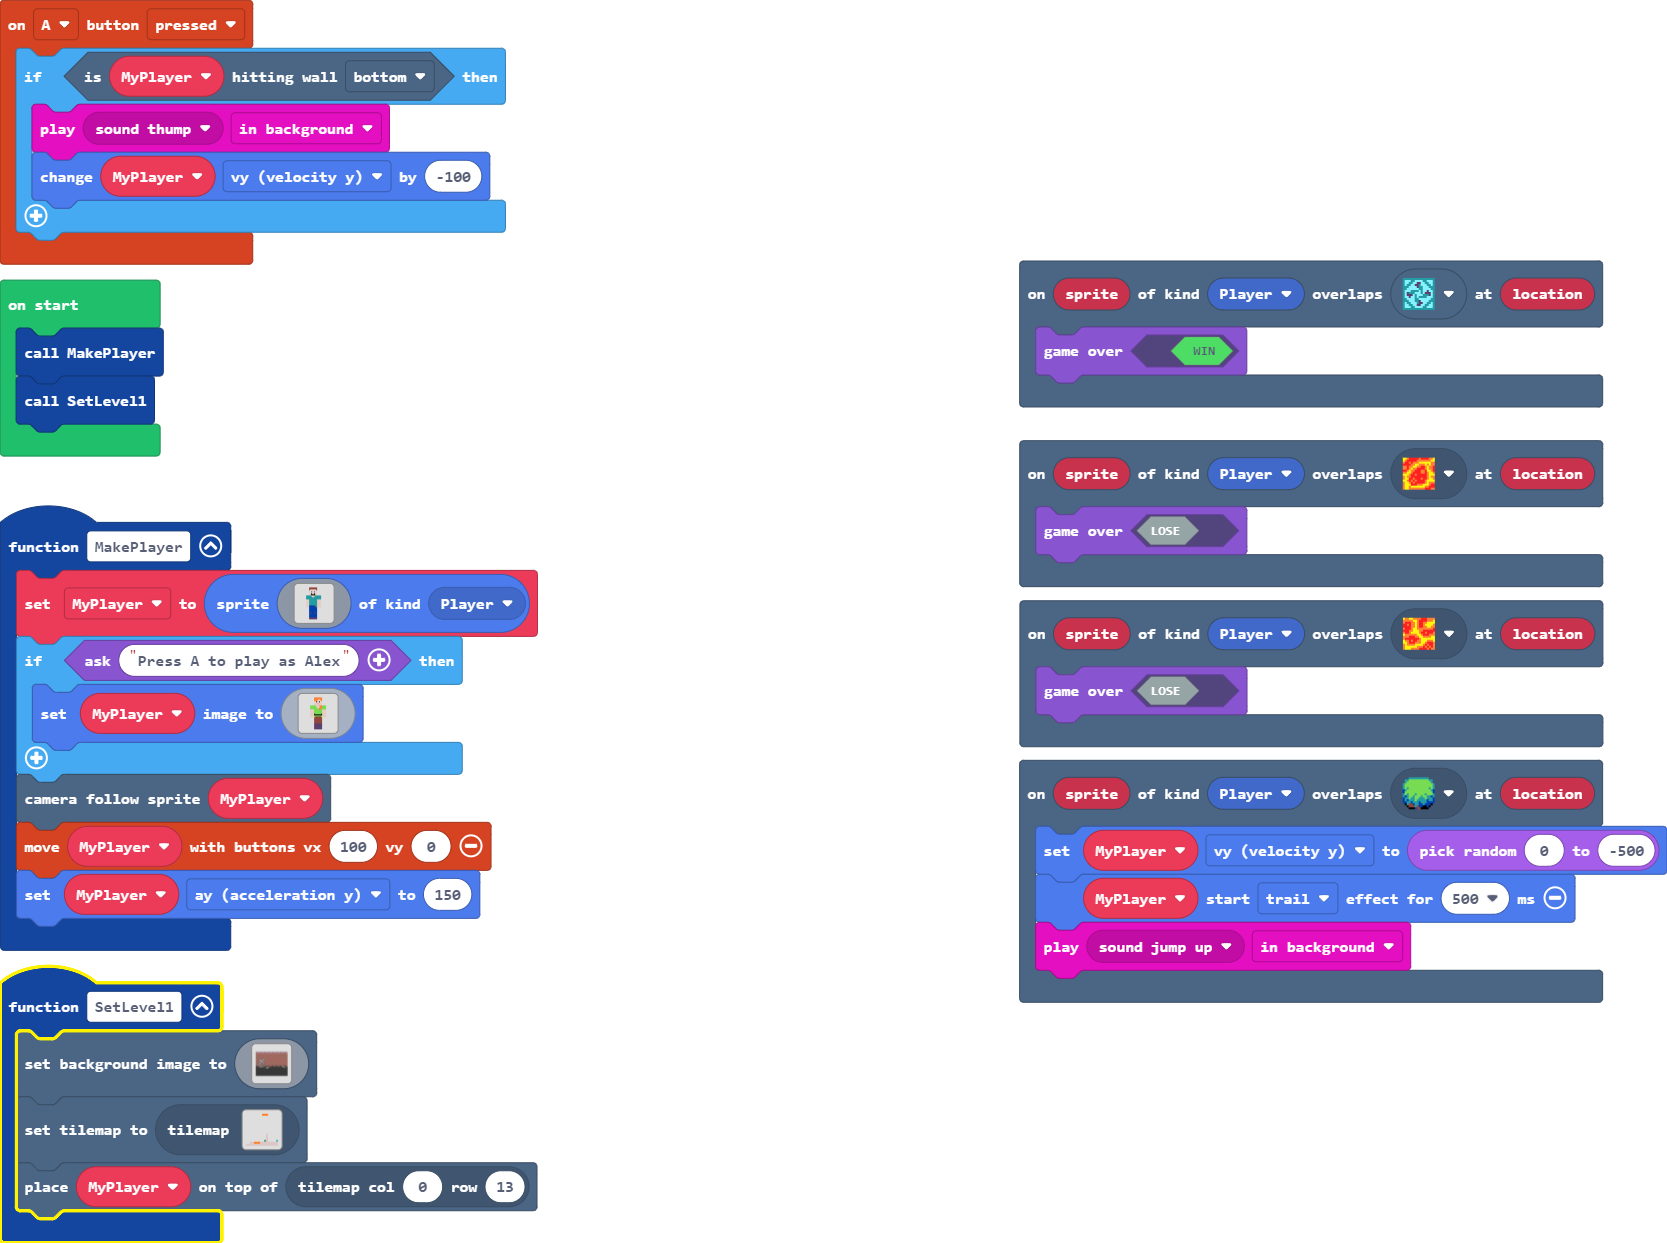 on A button pressed
if is MyPlayer hitting wall bottom then
play sound thump in background
change MyPlayer vy (velocity y) by -100
on start
call MakePlayer
call SetLevel1
function MakePlayer
set MyPlayer to sprite of kind Player
if ask "Press A to play as Alex" then
set MyPlayer image to
camera follow sprite MyPlayer
move MyPlayer with buttons vx 100 vy 0
set MyPlayer ay (acceleration y) to 150
function SetLevel1
set background image to
set tilemap to tilemap
place MyPlayer on top of tilemap col 0 row 13
on sprite of kind Player overlaps at location
game over WIN
on sprite of kind Player overlaps at location
game over LOSE
on sprite of kind Player overlaps at location
game over LOSE
on sprite of kind Player overlaps at location
set MyPlayer vy (velocity y) to pick random 0 to -500
MyPlayer start trail effect for 500 ms
play sound jump up in background